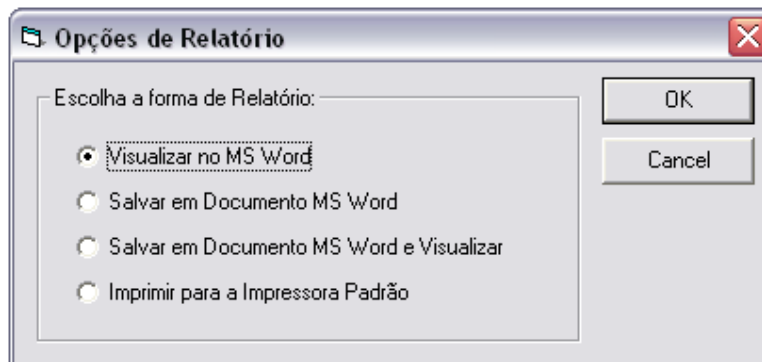 Opções de Relatório
Escolha a forma de Relatório:
OK
Visualizar no MS Word
Cancel
Salvar em Documento MS Word
Salvar em Documento MS Word e Visualizar
Imprimir para a Impressora Padrão